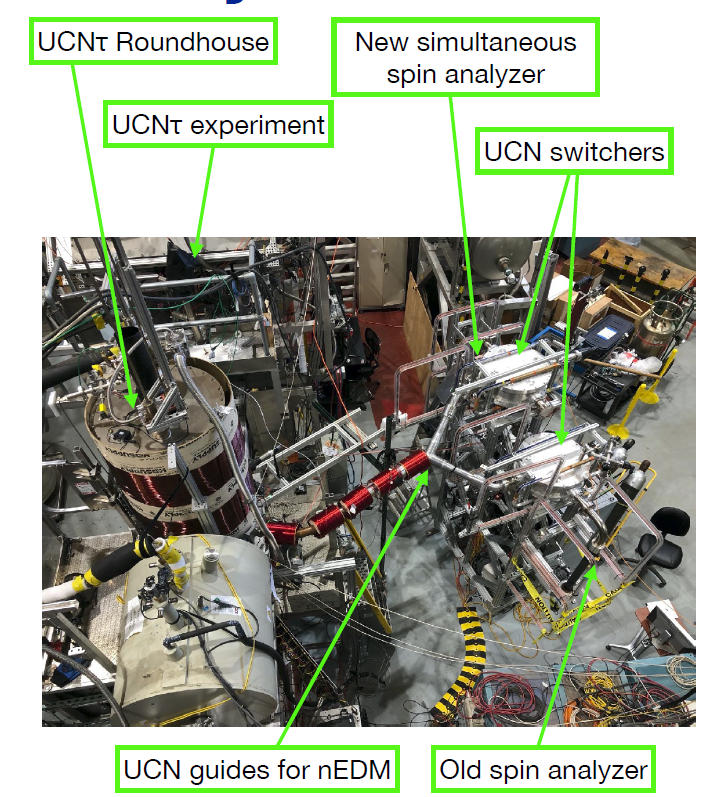 UCNτ Roundhouse
New simultaneous
spin analyzer
UCNτ experiment
UCN switchers
UCN guides for nEDM
Old spin analyzer